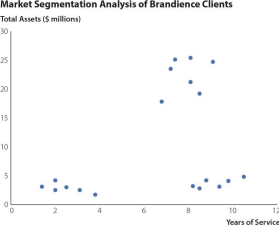 Market Segmentation Analysis of Brandience Clients
Total Assets ($ millions)
30
25
20
15
10
5
0
0 2 4 6 8 10 12
Years of Service